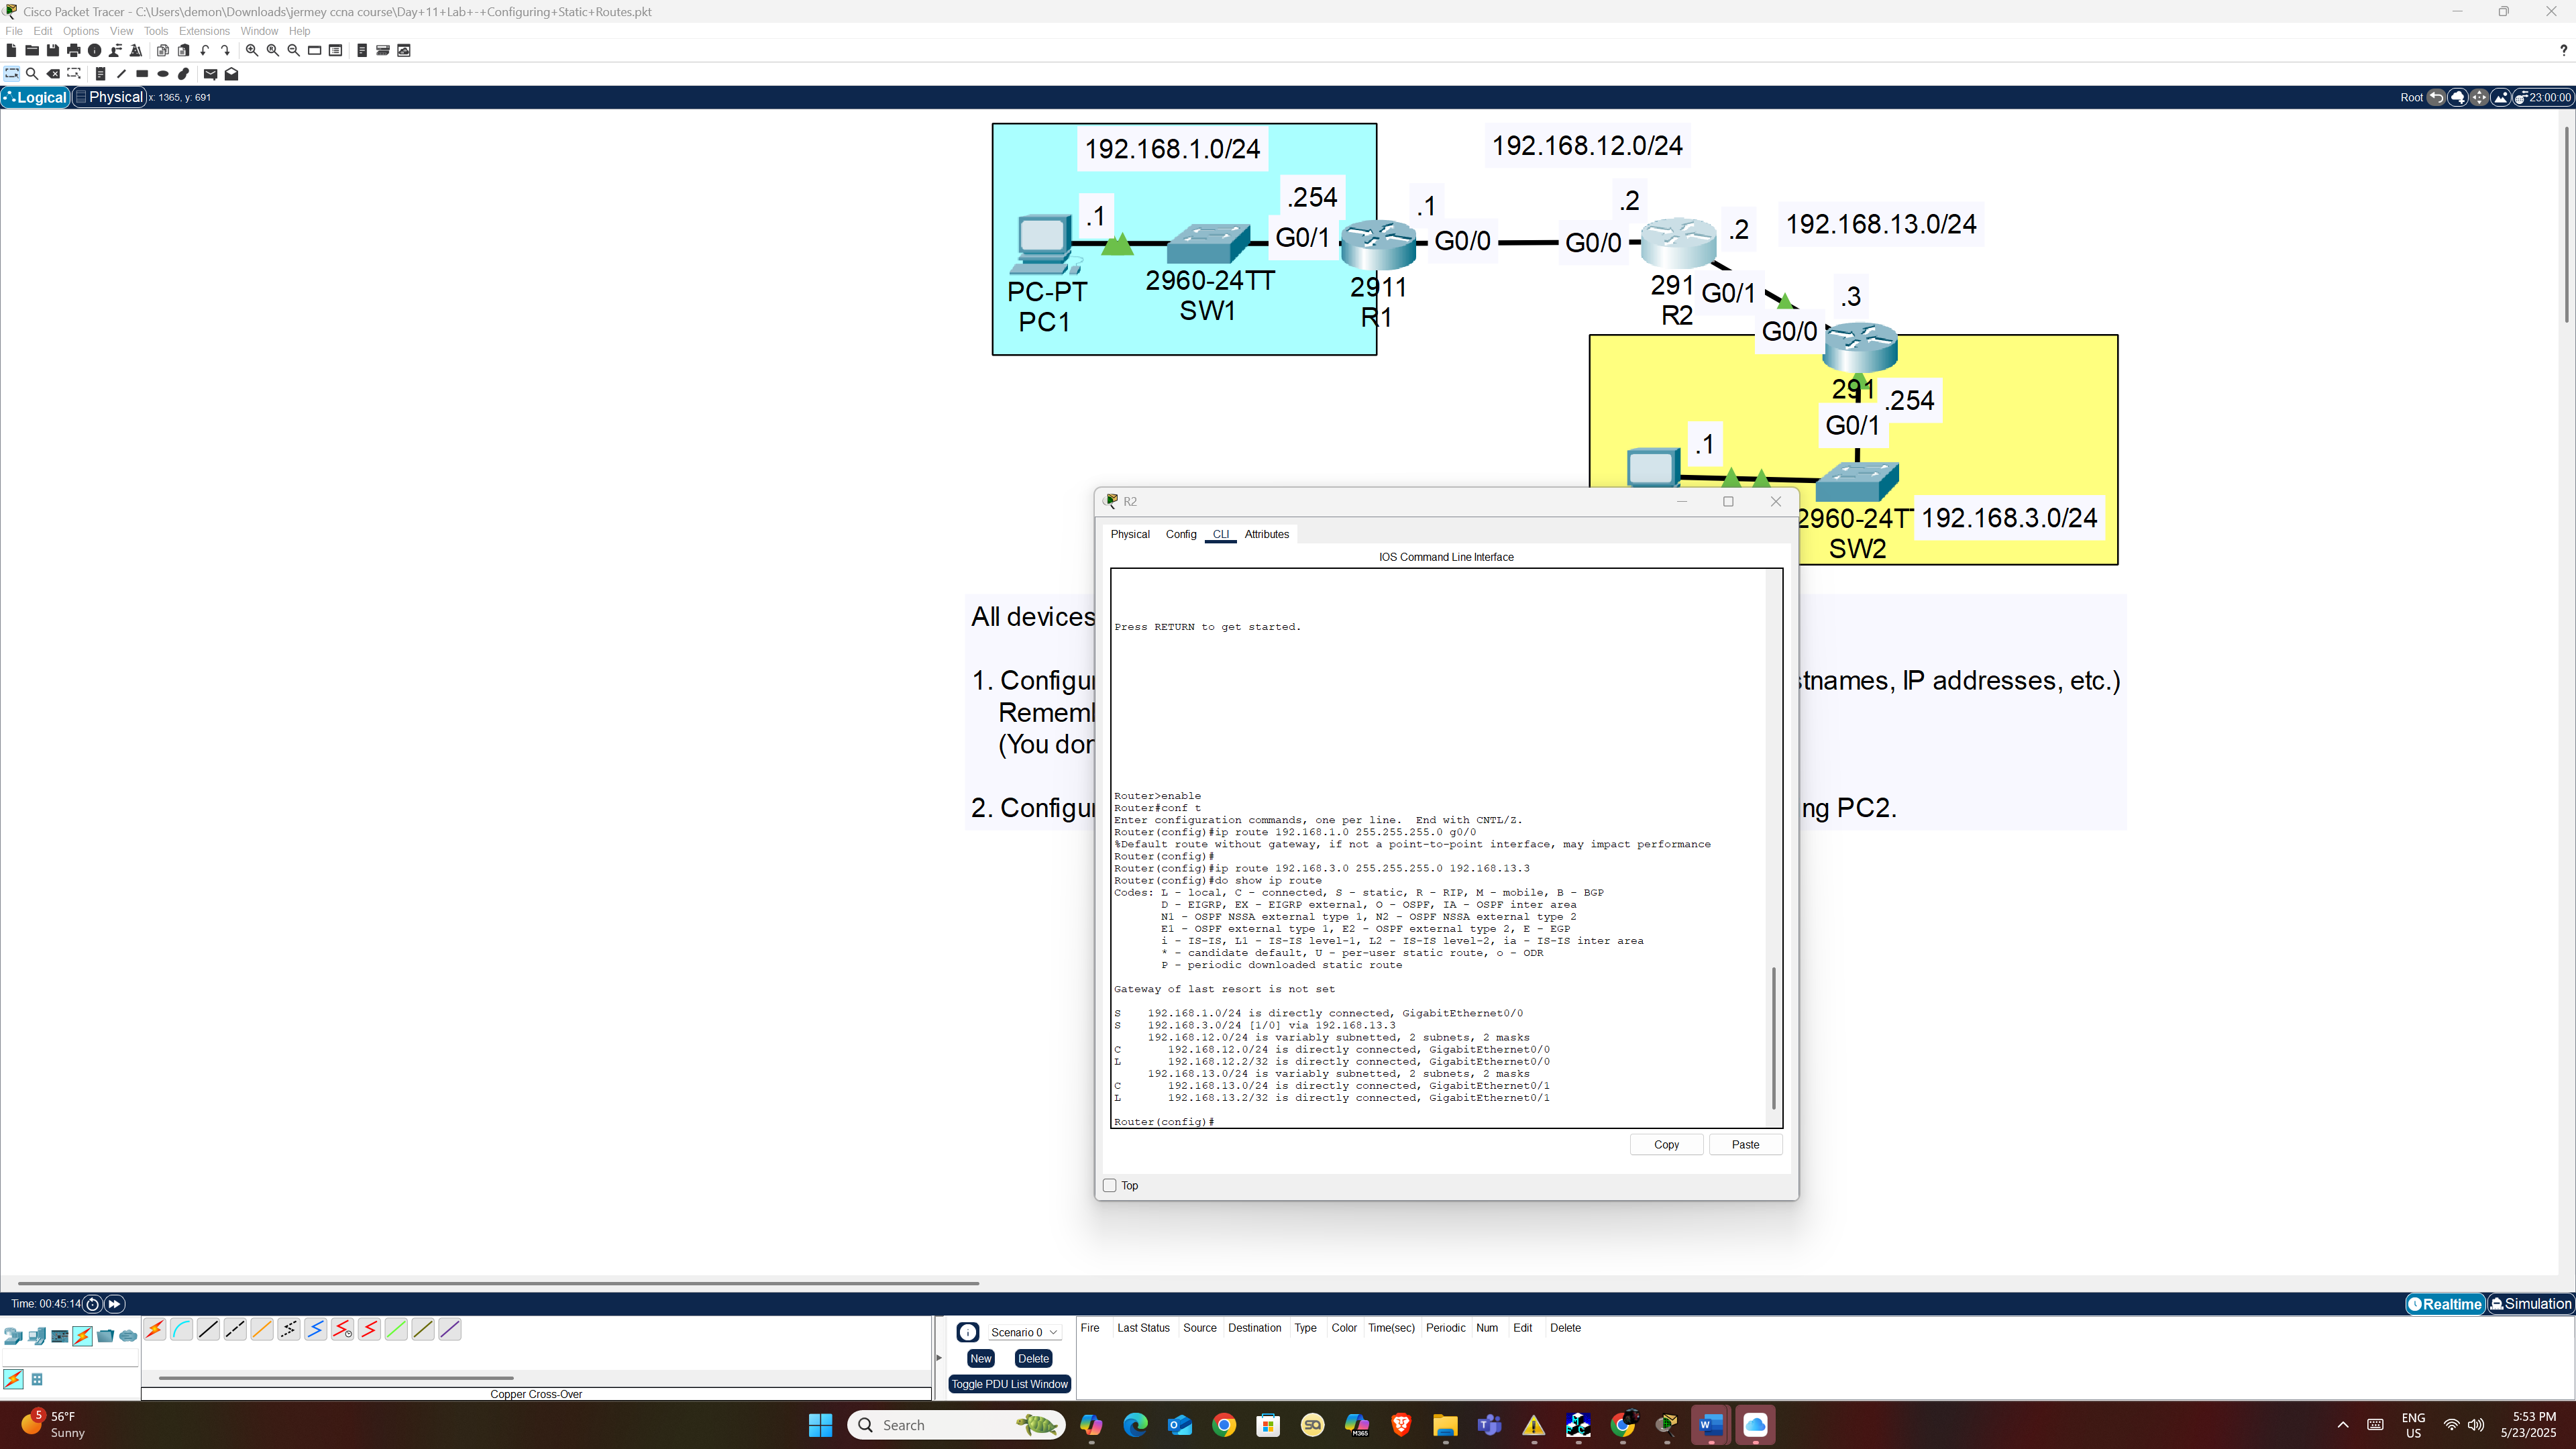 Cisco Packet Tracer - C:\Users\demon\Downloads\jermey ccna course\Day+11+Lab+-+Configuring+Static+Routes.pkt
File Edit Options View Tools Extensions Window Help
?
Logical Physical x: 1365, y: 691
Root 23:00:00
192.168.1.0/24
192.168.12.0/24
.254
.1
.1
.2
.2
192.168.13.0/24
G0/1
G0/0
G0/0
PC-PT
PC1
2960-24TT
SW1
2911
R1
291
R2
G0/1
.3
G0/0
291
.254
G0/1
.1
2960-24T
SW2
192.168.3.0/24
All devices
1. Configu
stnames, IP addresses, etc.)
Rememb
(You don
2. Configu
ng PC2.
R2
Physical Config CLI Attributes
IOS Command Line Interface
Press RETURN to get started.
Router>enable
Router#conf t
Enter configuration commands, one per line.  End with CNTL/Z.
Router(config)#ip route 192.168.1.0 255.255.255.0 g0/0
%Default route without gateway, if not a point-to-point interface, may impact performance
Router(config)#
Router(config)#ip route 192.168.3.0 255.255.255.0 192.168.13.3
Router(config)#do show ip route
Codes: L - local, C - connected, S - static, R - RIP, M - mobile, B - BGP
D - EIGRP, EX - EIGRP external, O - OSPF, IA - OSPF inter area
N1 - OSPF NSSA external type 1, N2 - OSPF NSSA external type 2
E1 - OSPF external type 1, E2 - OSPF external type 2, E - EGP
i - IS-IS, L1 - IS-IS level-1, L2 - IS-IS level-2, ia - IS-IS inter area
* - candidate default, U - per-user static route, o - ODR
P - periodic downloaded static route
Gateway of last resort is not set
S 192.168.1.0/24 is directly connected, GigabitEthernet0/0
S 192.168.3.0/24 [1/0] via 192.168.13.3
192.168.12.0/24 is variably subnetted, 2 subnets, 2 masks
C 192.168.12.0/24 is directly connected, GigabitEthernet0/0
L 192.168.12.2/32 is directly connected, GigabitEthernet0/0
192.168.13.0/24 is variably subnetted, 2 subnets, 2 masks
C 192.168.13.0/24 is directly connected, GigabitEthernet0/1
L 192.168.13.2/32 is directly connected, GigabitEthernet0/1
Router(config)#
Copy Paste
Top
Time: 00:45:14
Realtime Simulation
Scenario 0
New Delete
Toggle PDU List Window
Fire Last Status Source Destination Type Color Time(sec) Periodic Num Edit Delete
Copper Cross-Over
5
56°F
Sunny
Search
M365
ENG
US
5:53 PM
5/23/2025